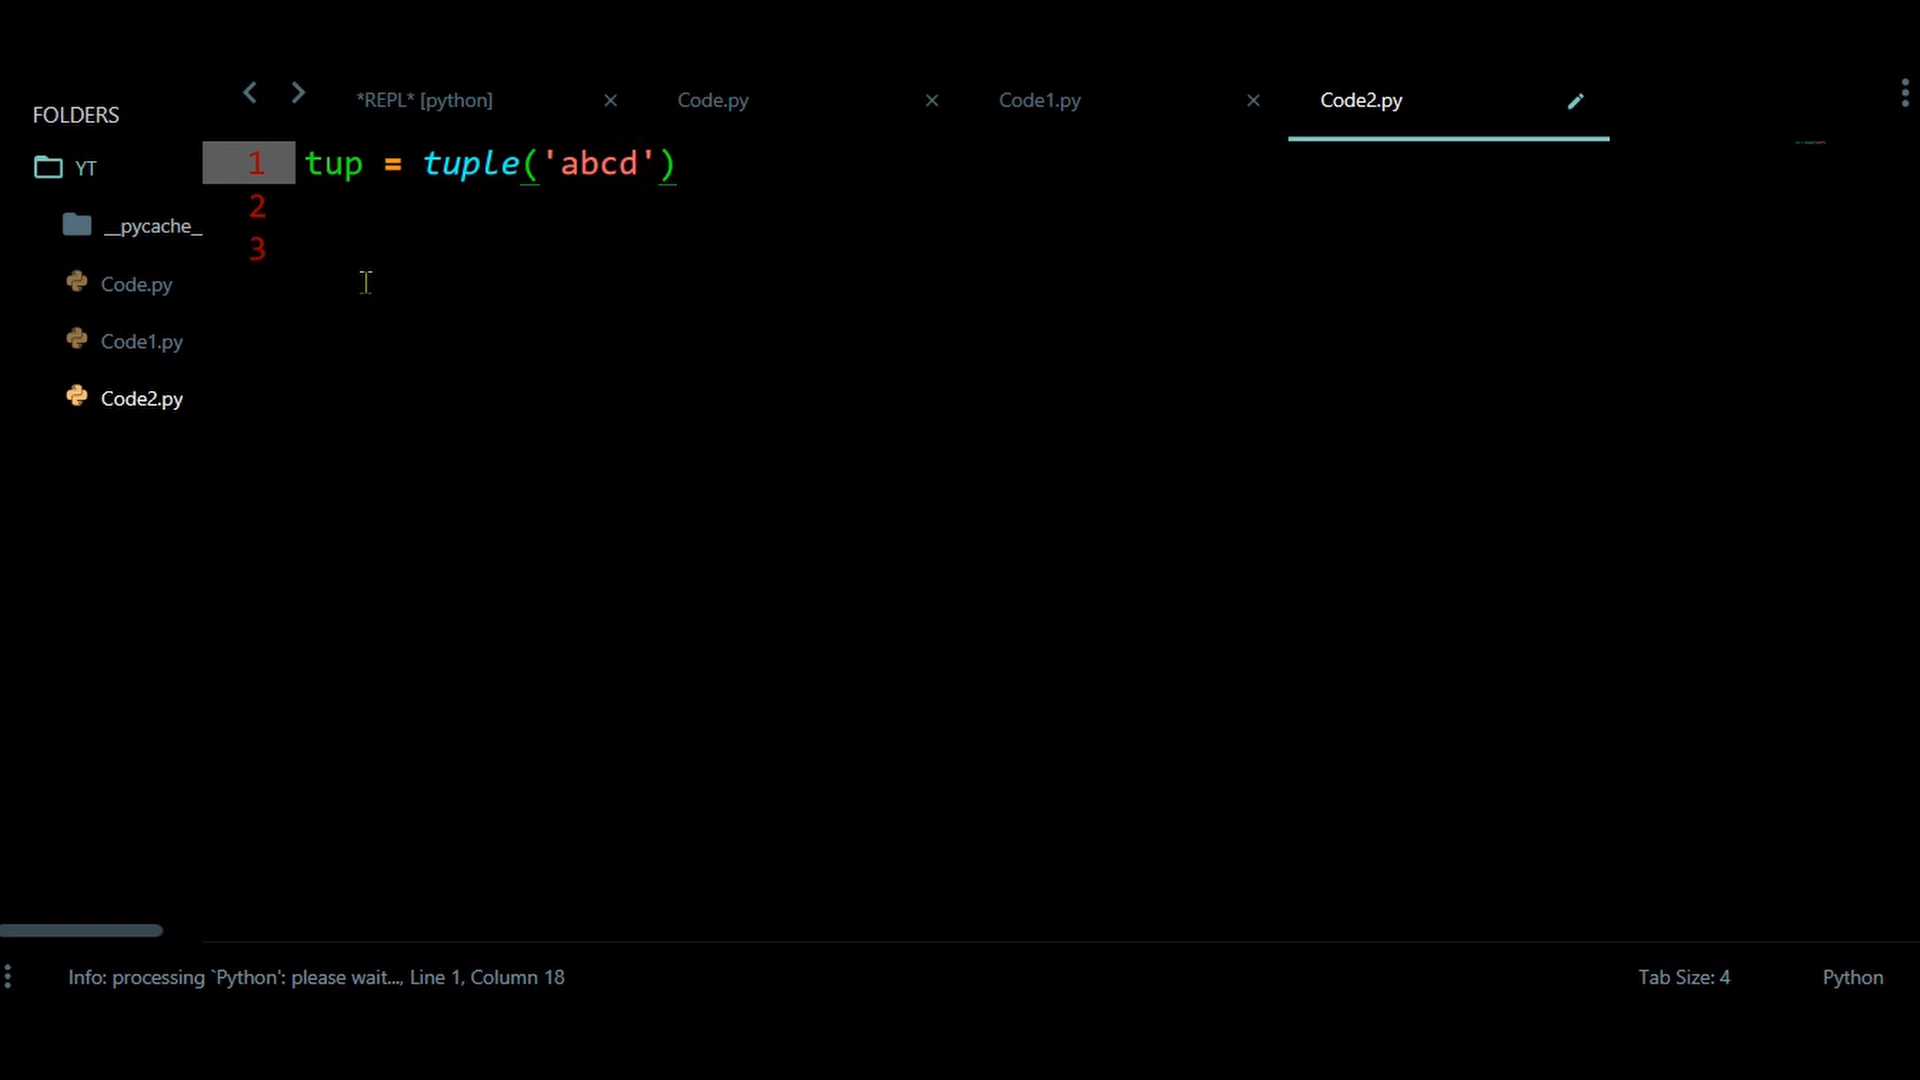 FOLDERS
YT
__pycache_
Code.py
Code1.py
Code2.py
*REPL* [python]
Code.py
Code1.py
Code2.py
1 tup = tuple('abcd')
2
3
Info: processing `Python': please wait..., Line 1, Column 18
Tab Size: 4
Python